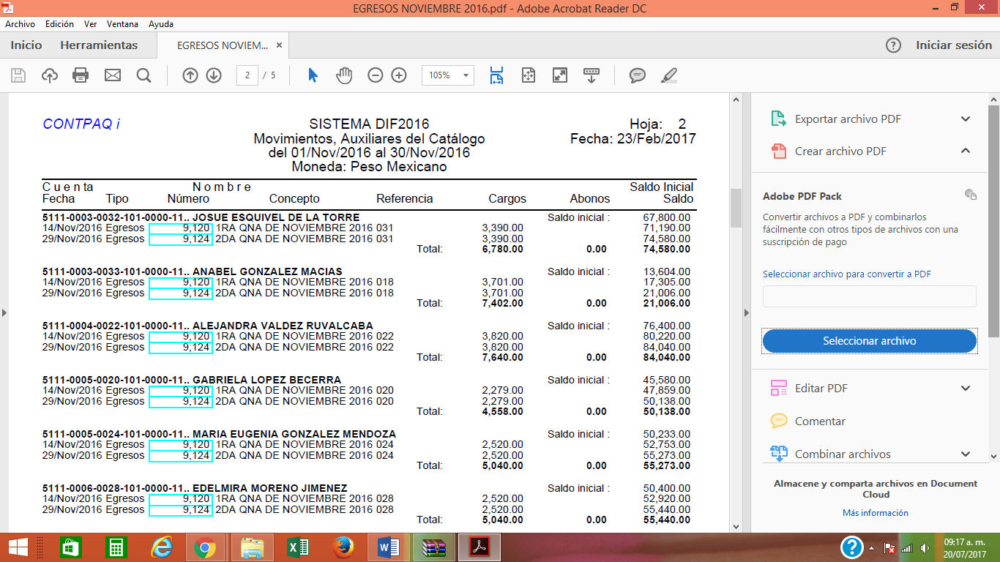 EGRESOS NOVIEMBRE 2016.pdf - Adobe Acrobat Reader DC
Archivo Edición Ver Ventana Ayuda
Inicio Herramientas EGRESOS NOVIEM... × ? Iniciar sesión
2 / 5 105%
CONTPAQ i SISTEMA DIF2016 Hoja: 2
Movimientos, Auxiliares del Catálogo Fecha: 23/Feb/2017
del 01/Nov/2016 al 30/Nov/2016
Moneda: Peso Mexicano
C u e n ta N o m b r e Saldo Inicial
Fecha Tipo Número Concepto Referencia Cargos Abonos Saldo
5111-0003-0032-101-0000-11.. JOSUE ESQUIVEL DE LA TORRE Saldo inicial : 67,800.00
14/Nov/2016 Egresos 9,120 1RA QNA DE NOVIEMBRE 2016 031 3,390.00 71,190.00
29/Nov/2016 Egresos 9,124 2DA QNA DE NOVIEMBRE 2016 031 3,390.00 74,580.00
Total: 6,780.00 0.00 74,580.00
5111-0003-0033-101-0000-11.. ANABEL GONZALEZ MACIAS Saldo inicial : 13,604.00
14/Nov/2016 Egresos 9,120 1RA QNA DE NOVIEMBRE 2016 018 3,701.00 17,305.00
29/Nov/2016 Egresos 9,124 2DA QNA DE NOVIEMBRE 2016 018 3,701.00 21,006.00
Total: 7,402.00 0.00 21,006.00
5111-0004-0022-101-0000-11.. ALEJANDRA VALDEZ RUVALCABA Saldo inicial : 76,400.00
14/Nov/2016 Egresos 9,120 1RA QNA DE NOVIEMBRE 2016 022 3,820.00 80,220.00
29/Nov/2016 Egresos 9,124 2DA QNA DE NOVIEMBRE 2016 022 3,820.00 84,040.00
Total: 7,640.00 0.00 84,040.00
5111-0005-0020-101-0000-11.. GABRIELA LOPEZ BECERRA Saldo inicial : 45,580.00
14/Nov/2016 Egresos 9,120 1RA QNA DE NOVIEMBRE 2016 020 2,279.00 47,859.00
29/Nov/2016 Egresos 9,124 2DA QNA DE NOVIEMBRE 2016 020 2,279.00 50,138.00
Total: 4,558.00 0.00 50,138.00
5111-0005-0024-101-0000-11.. MARIA EUGENIA GONZALEZ MENDOZA Saldo inicial : 50,233.00
14/Nov/2016 Egresos 9,120 1RA QNA DE NOVIEMBRE 2016 024 2,520.00 52,753.00
29/Nov/2016 Egresos 9,124 2DA QNA DE NOVIEMBRE 2016 024 2,520.00 55,273.00
Total: 5,040.00 0.00 55,273.00
5111-0006-0028-101-0000-11.. EDELMIRA MORENO JIMENEZ Saldo inicial : 50,400.00
14/Nov/2016 Egresos 9,120 1RA QNA DE NOVIEMBRE 2016 028 2,520.00 52,920.00
29/Nov/2016 Egresos 9,124 2DA QNA DE NOVIEMBRE 2016 028 2,520.00 55,440.00
Total: 5,040.00 0.00 55,440.00
Exportar archivo PDF
Crear archivo PDF
Adobe PDF Pack
Convertir archivos a PDF y combinarlos
fácilmente con otros tipos de archivos con una
suscripción de pago
Seleccionar archivo para convertir a PDF
Seleccionar archivo
Editar PDF
Comentar
Combinar archivos
Almacene y comparta archivos en Document
Cloud
Más información
09:17 a. m.
20/07/2017